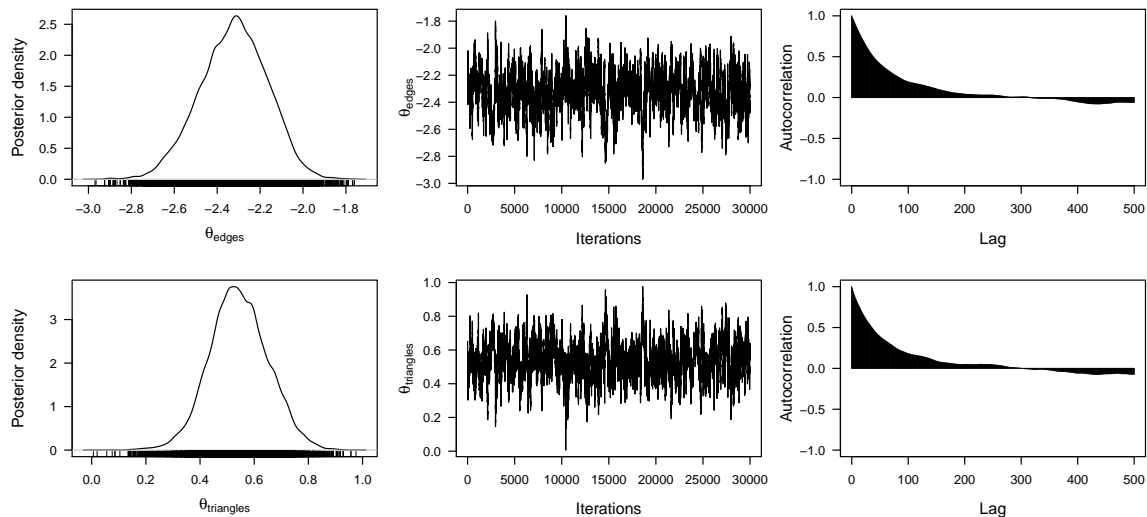 Posterior density
2.5
2.0
1.5
1.0
0.5
0.0
−3.0 −2.6 −2.2 −1.8
θedges
θedges
−1.8
−2.0
−2.2
−2.4
−2.6
−2.8
−3.0
0 5000 10000 15000 20000 25000 30000
Iterations
Autocorrelation
1.0
0.5
0.0
−0.5
−1.0
0 100 200 300 400 500
Lag
Posterior density
3
2
1
0
0.0 0.2 0.4 0.6 0.8 1.0
θtriangles
θtriangles
1.0
0.8
0.6
0.4
0.2
0.0
0 5000 10000 15000 20000 25000 30000
Iterations
Autocorrelation
1.0
0.5
0.0
−0.5
−1.0
0 100 200 300 400 500
Lag